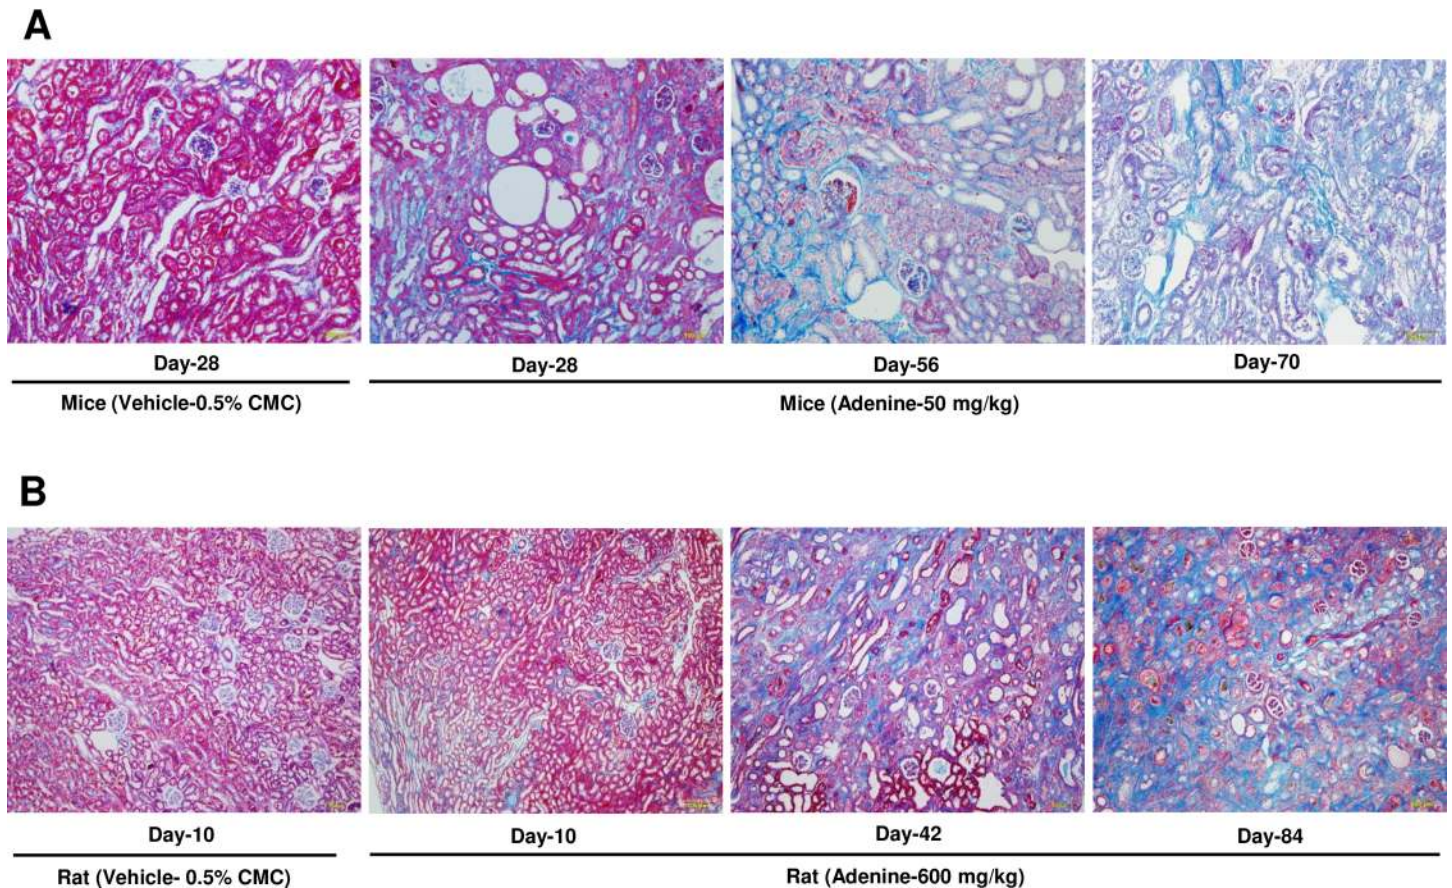 A
Day-28 Day-28 Day-56 Day-70
Mice (Vehicle-0.5% CMC) Mice (Adenine-50 mg/kg)
B
Day-10 Day-10 Day-42 Day-84
Rat (Vehicle- 0.5% CMC) Rat (Adenine-600 mg/kg)